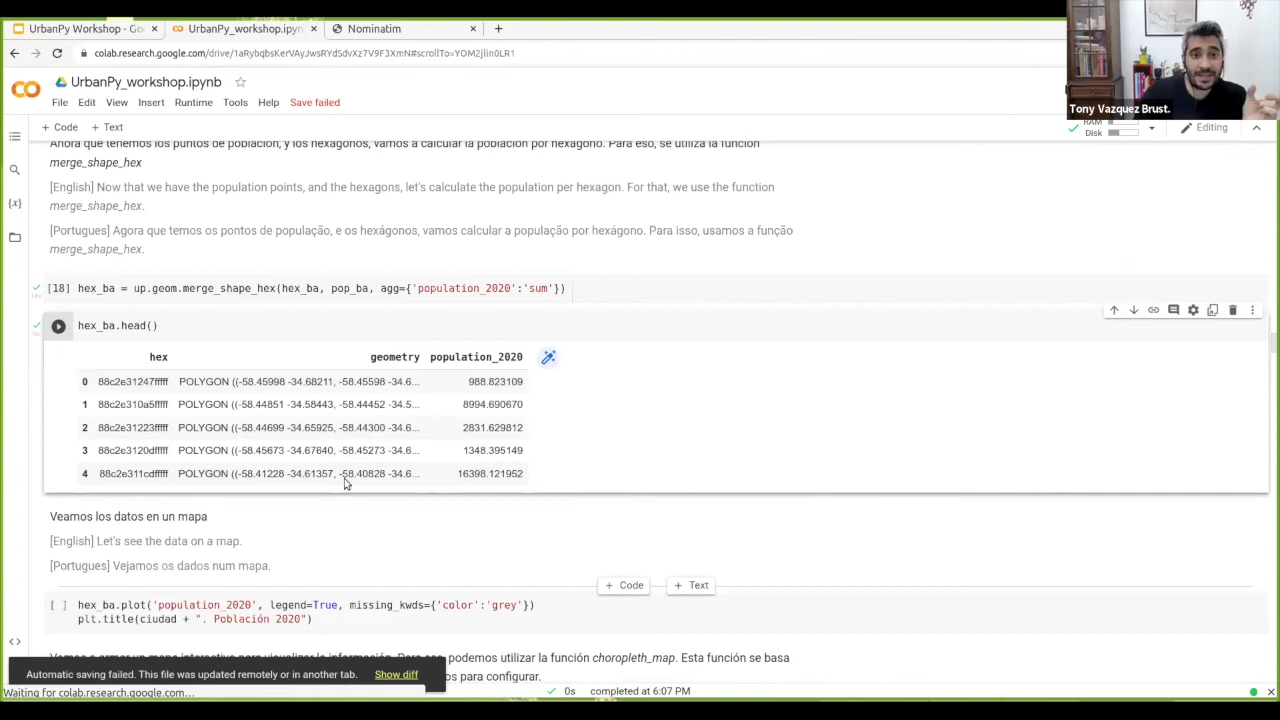 UrbanPy Workshop - Go
UrbanPy_workshop.ipyn
Nominatim
colab.research.google.com/drive/1aRybqbsKerVAyJwsRYdSdvXz7V9F3XmN#scrollTo=YOM2jlin0LR1
UrbanPy_workshop.ipynb
File Edit View Insert Runtime Tools Help Save failed
Tony Vazquez Brust.
+ Code + Text
RAM
Disk
Editing
Ahora que tenemos los puntos de población, y los hexágonos, vamos a calcular la población por hexágono. Para eso, se utiliza la función
merge_shape_hex
[English] Now that we have the population points, and the hexagons, let's calculate the population per hexagon. For that, we use the function
merge_shape_hex.
[Portugues] Agora que temos os pontos de população, e os hexágonos, vamos calcular a população por hexágono. Para isso, usamos a função
merge_shape_hex.
[18] hex_ba = up.geom.merge_shape_hex(hex_ba, pop_ba, agg={'population_2020':'sum'})
hex_ba.head()
hex geometry population_2020
0 88c2e31247fffff POLYGON ((-58.45998 -34.68211, -58.45598 -34.6... 988.823109
1 88c2e310a5fffff POLYGON ((-58.44851 -34.58443, -58.44452 -34.5... 8994.690670
2 88c2e31223fffff POLYGON ((-58.44699 -34.65925, -58.44300 -34.6... 2831.629812
3 88c2e3120dfffff POLYGON ((-58.45673 -34.67640, -58.45273 -34.6... 1348.395149
4 88c2e311cdfffff POLYGON ((-58.41228 -34.61357, -58.40828 -34.6... 16398.121952
Veamos los datos en un mapa
[English] Let's see the data on a map.
[Portugues] Vejamos os dados num mapa.
+ Code + Text
[ ] hex_ba.plot('population_2020', legend=True, missing_kwds={'color':'grey'})
plt.title(ciudad + ". Población 2020")
podemos utilizar la función choropleth_map. Esta función se basa
os para configurar.
Automatic saving failed. This file was updated remotely or in another tab. Show diff
Waiting for colab.research.google.com...
0s completed at 6:07 PM